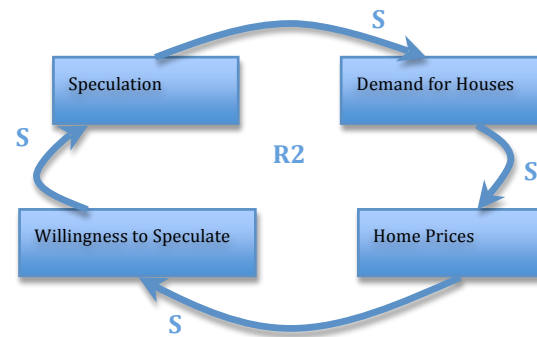 S
Speculation
Demand for Houses
S
R2
S
Willingness to Speculate
Home Prices
S